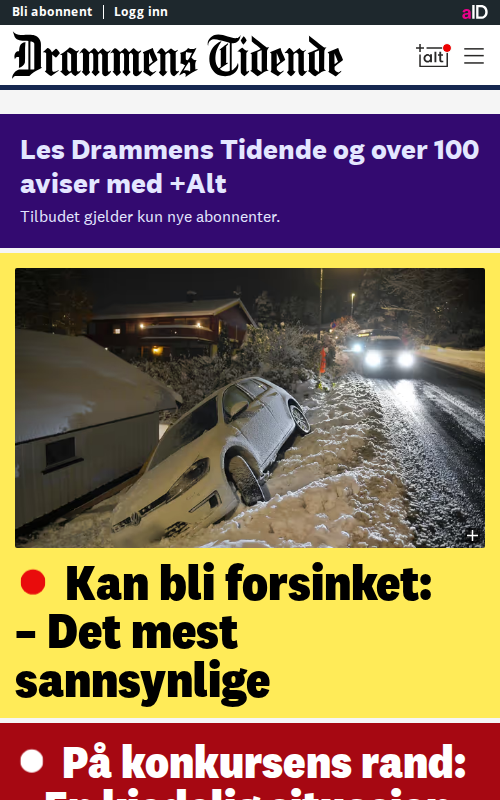 Bli abonnent | Logg inn
aID
Drammens Tidende
+alt
Les Drammens Tidende og over 100
aviser med +Alt
Tilbudet gjelder kun nye abonnenter.
Kan bli forsinket:
– Det mest
sannsynlige
På konkursens rand: